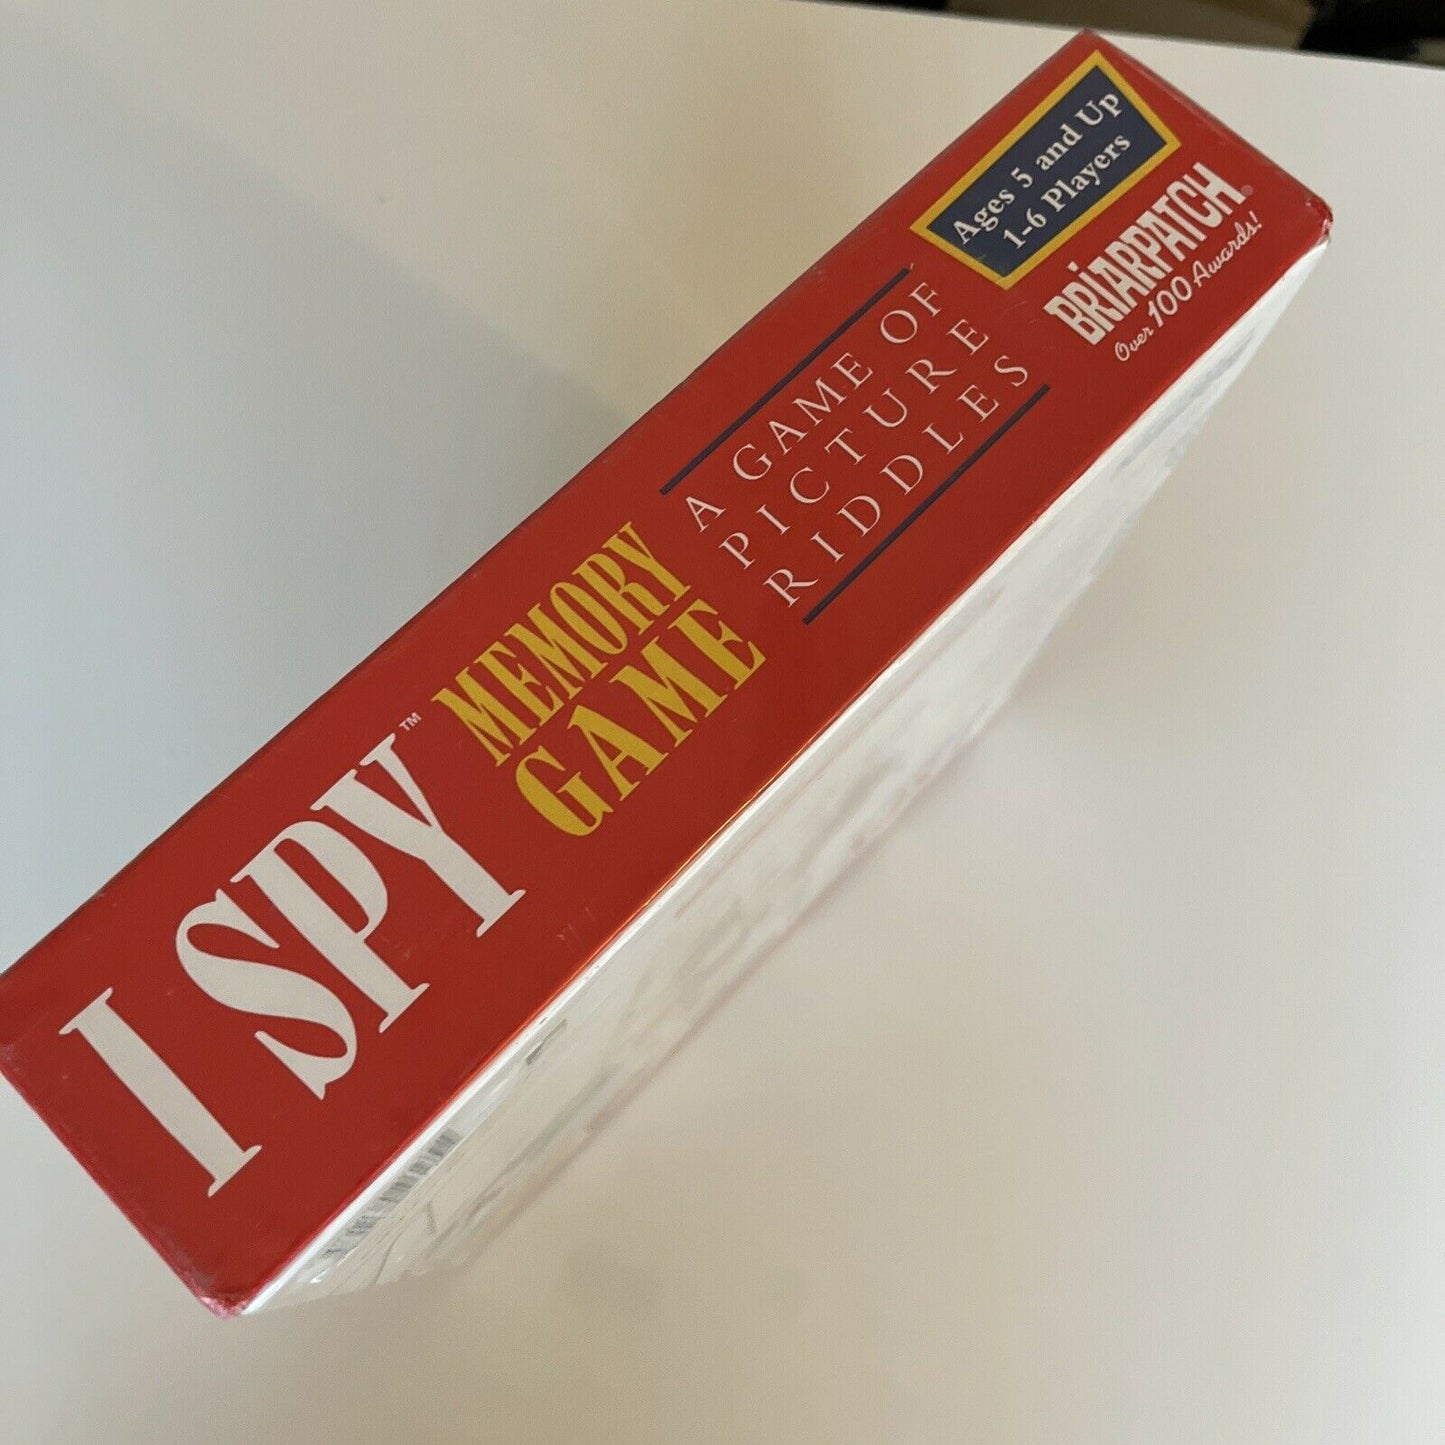 I SPY™
MEMORY
GAME
A GAME OF
PICTURE
RIDDLES
Ages 5 and Up
1-6 Players
BRIARPATCH®
Over 100 Awards!